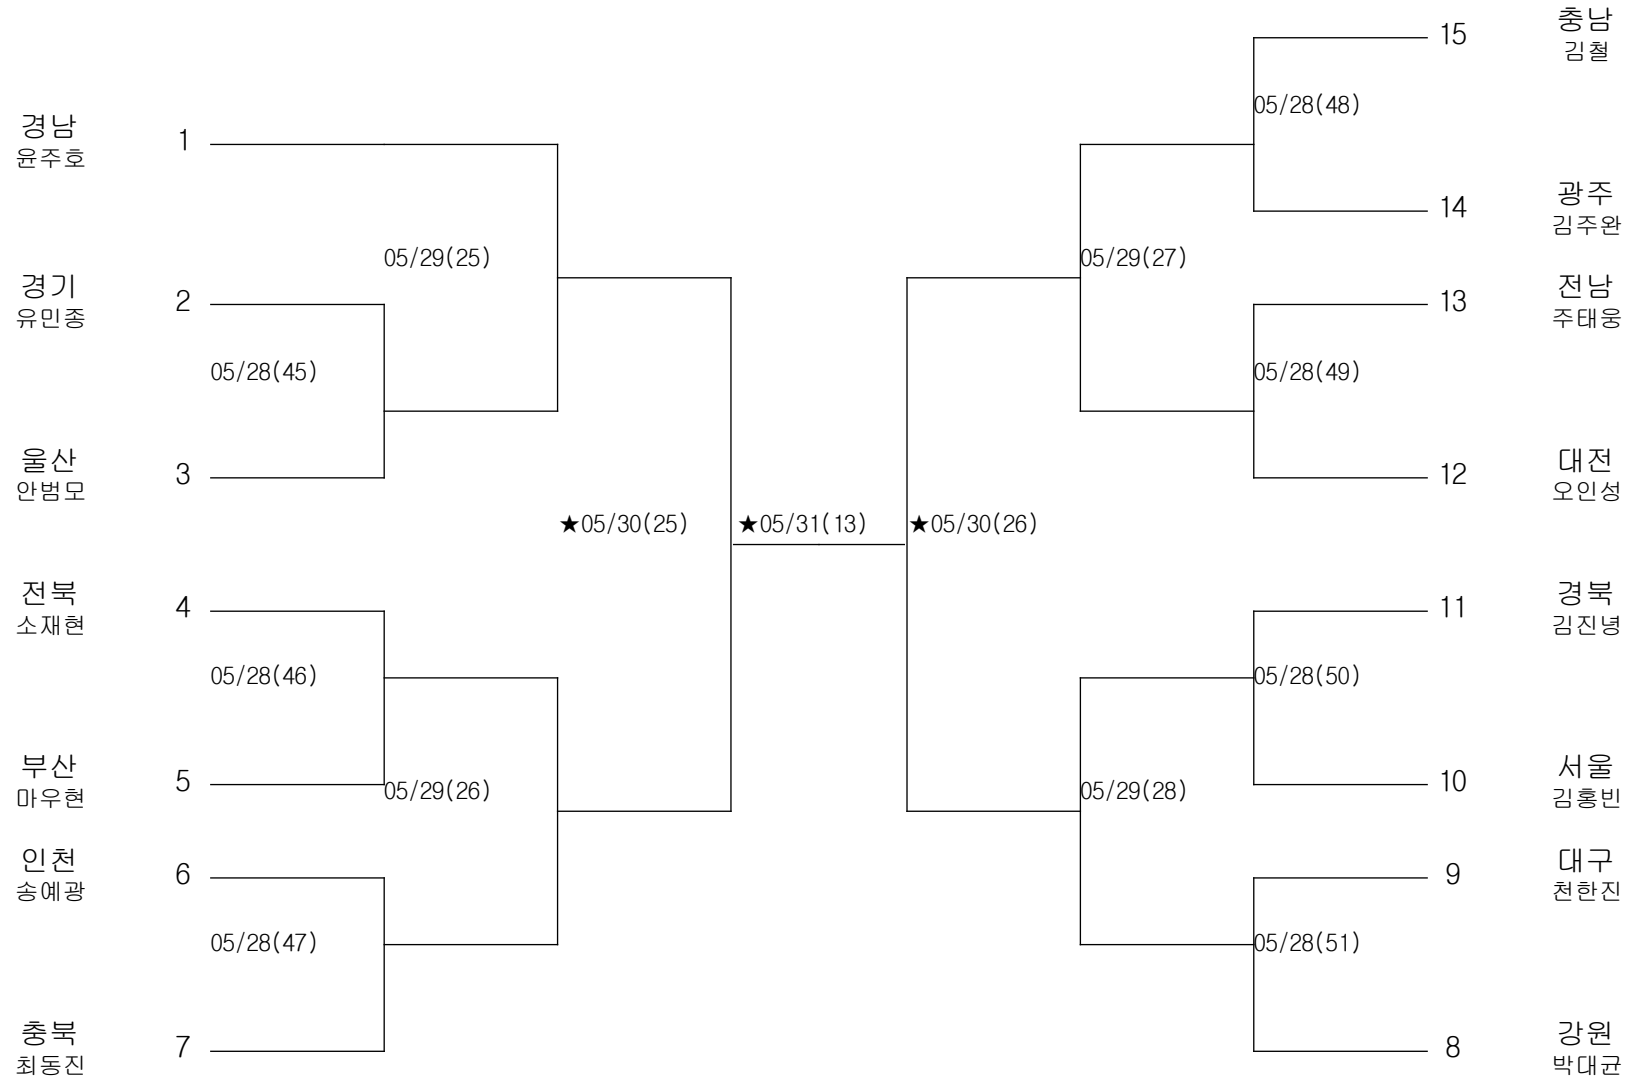 충남
15
김철
05/28(48)
경남
1
윤주호
광주
14
김주완
05/29(25)
05/29(27)
경기
2
유민종
전남
13
주태웅
05/28(45)
05/28(49)
울산
3
안범모
대전
12
오인성
★05/30(25)
★05/31(13)
★05/30(26)
전북
4
소재현
경북
11
김진녕
05/28(46)
05/28(50)
부산
5
마우현
서울
10
김홍빈
05/29(26)
05/29(28)
인천
6
송예광
대구
9
천한진
05/28(47)
05/28(51)
충북
7
최동진
강원
8
박대균